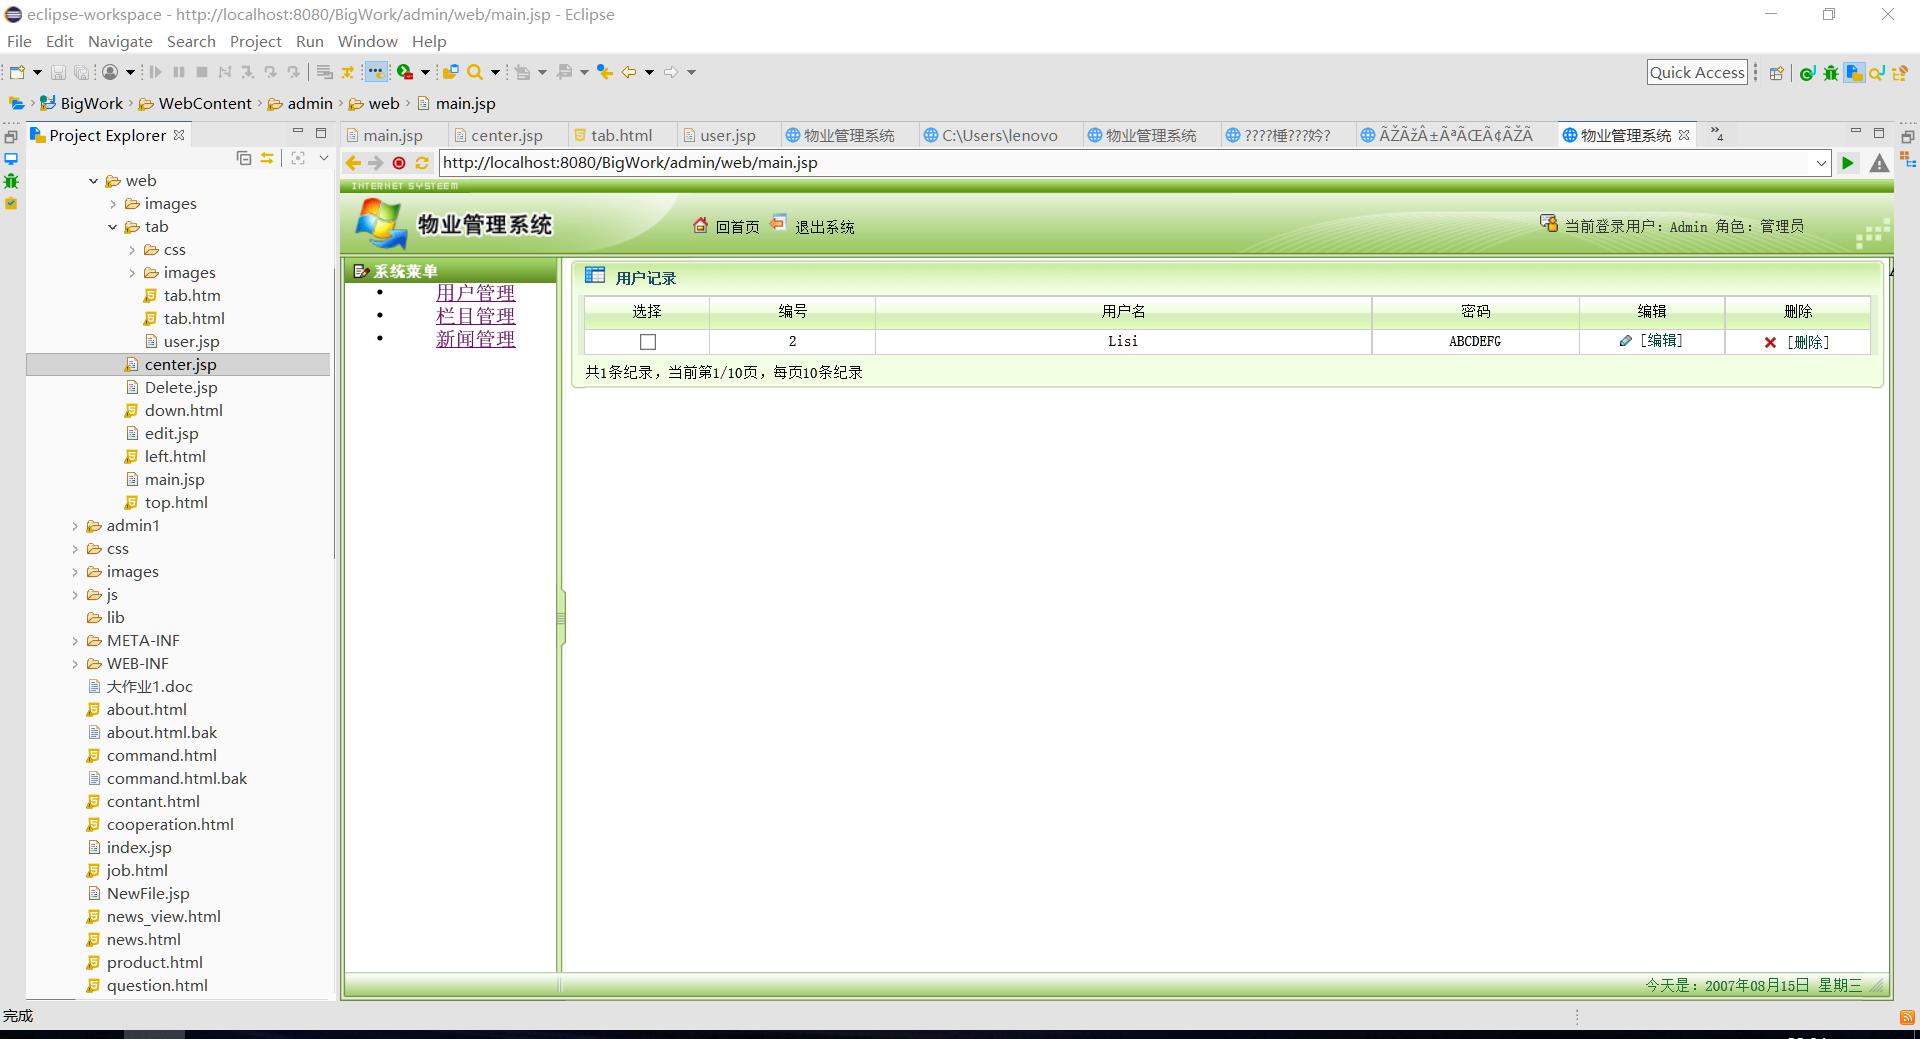 eclipse-workspace - http://localhost:8080/BigWork/admin/web/main.jsp - Eclipse
File Edit Navigate Search Project Run Window Help
Quick Access
BigWork WebContent admin web main.jsp
Project Explorer
main.jsp center.jsp tab.html user.jsp 物业管理系统 C:\Users\lenovo 物业管理系统 ????棰???妗? ÃŽÃžÂ±ÃªÃŒÃ¢ÃŽÃ 物业管理系统 »4
http://localhost:8080/BigWork/admin/web/main.jsp
web
images
tab
css
images
tab.htm
tab.html
user.jsp
center.jsp
Delete.jsp
down.html
edit.jsp
left.html
main.jsp
top.html
admin1
css
images
js
lib
META-INF
WEB-INF
大作业1.doc
about.html
about.html.bak
command.html
command.html.bak
contant.html
cooperation.html
index.jsp
job.html
NewFile.jsp
news_view.html
news.html
product.html
question.html
INTERNET SYSTEEM
物业管理系统 回首页 退出系统 当前登录用户：Admin 角色：管理员
系统菜单
用户管理
栏目管理
新闻管理
用户记录
选择 编号 用户名 密码 编辑 删除
2 Lisi ABCDEFG [编辑] [删除]
共1条纪录，当前第1/10页，每页10条纪录
今天是：2007年08月15日 星期三
完成